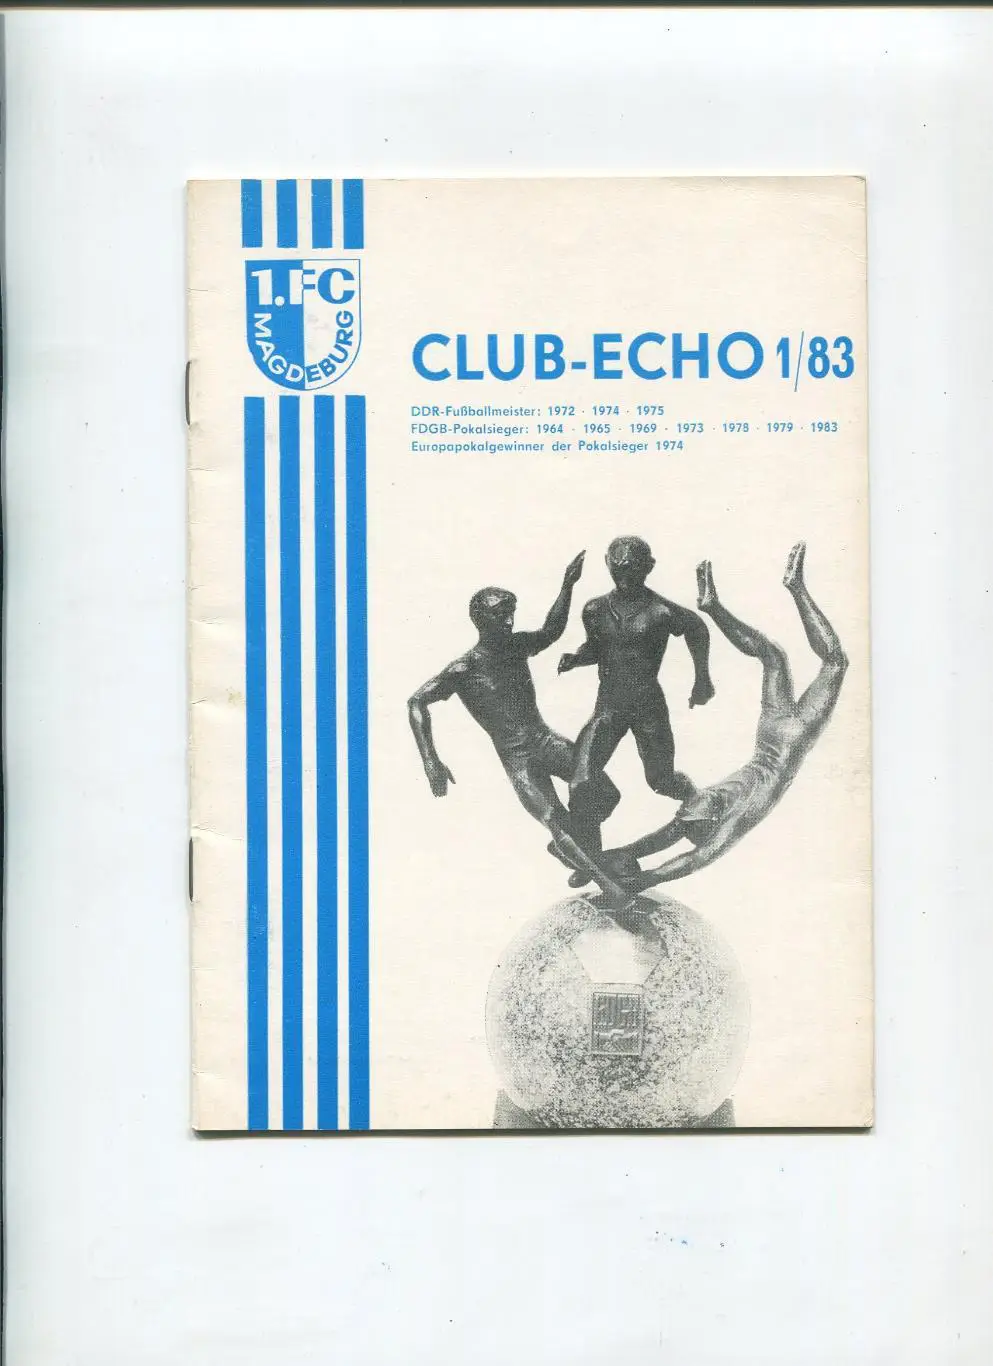 1. FC
MAGDEBURG
CLUB-ECHO 1/83
DDR-Fußballmeister: 1972 · 1974 · 1975
FDGB-Pokalsieger: 1964 · 1965 · 1969 · 1973 · 1978 · 1979 · 1983
Europapokalgewinner der Pokalsieger 1974